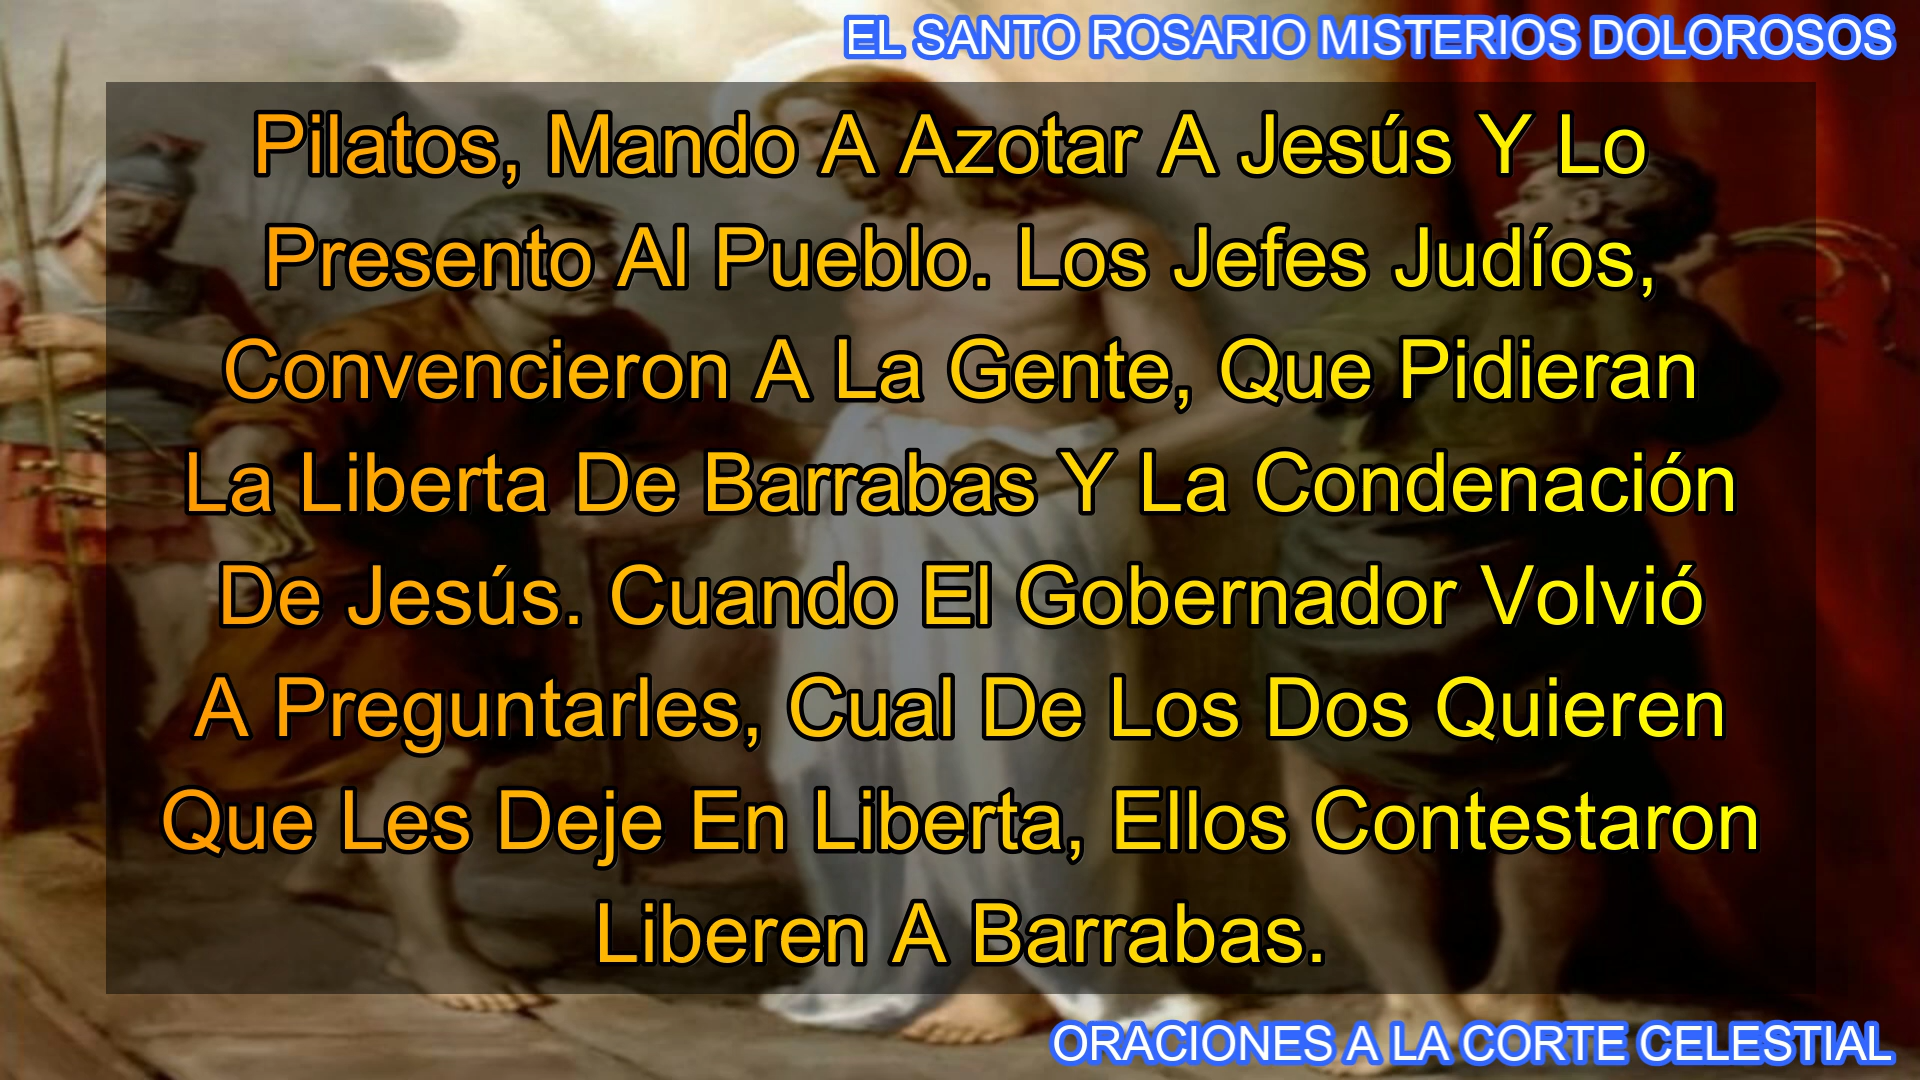 EL SANTO ROSARIO MISTERIOS DOLOROSOS
Pilatos, Mando A Azotar A Jesús Y Lo
Presento Al Pueblo. Los Jefes Judíos,
Convencieron A La Gente, Que Pidieran
La Liberta De Barrabas Y La Condenación
De Jesús. Cuando El Gobernador Volvió
A Preguntarles, Cual De Los Dos Quieren
Que Les Deje En Liberta, Ellos Contestaron
Liberen A Barrabas.
ORACIONES A LA CORTE CELESTIAL